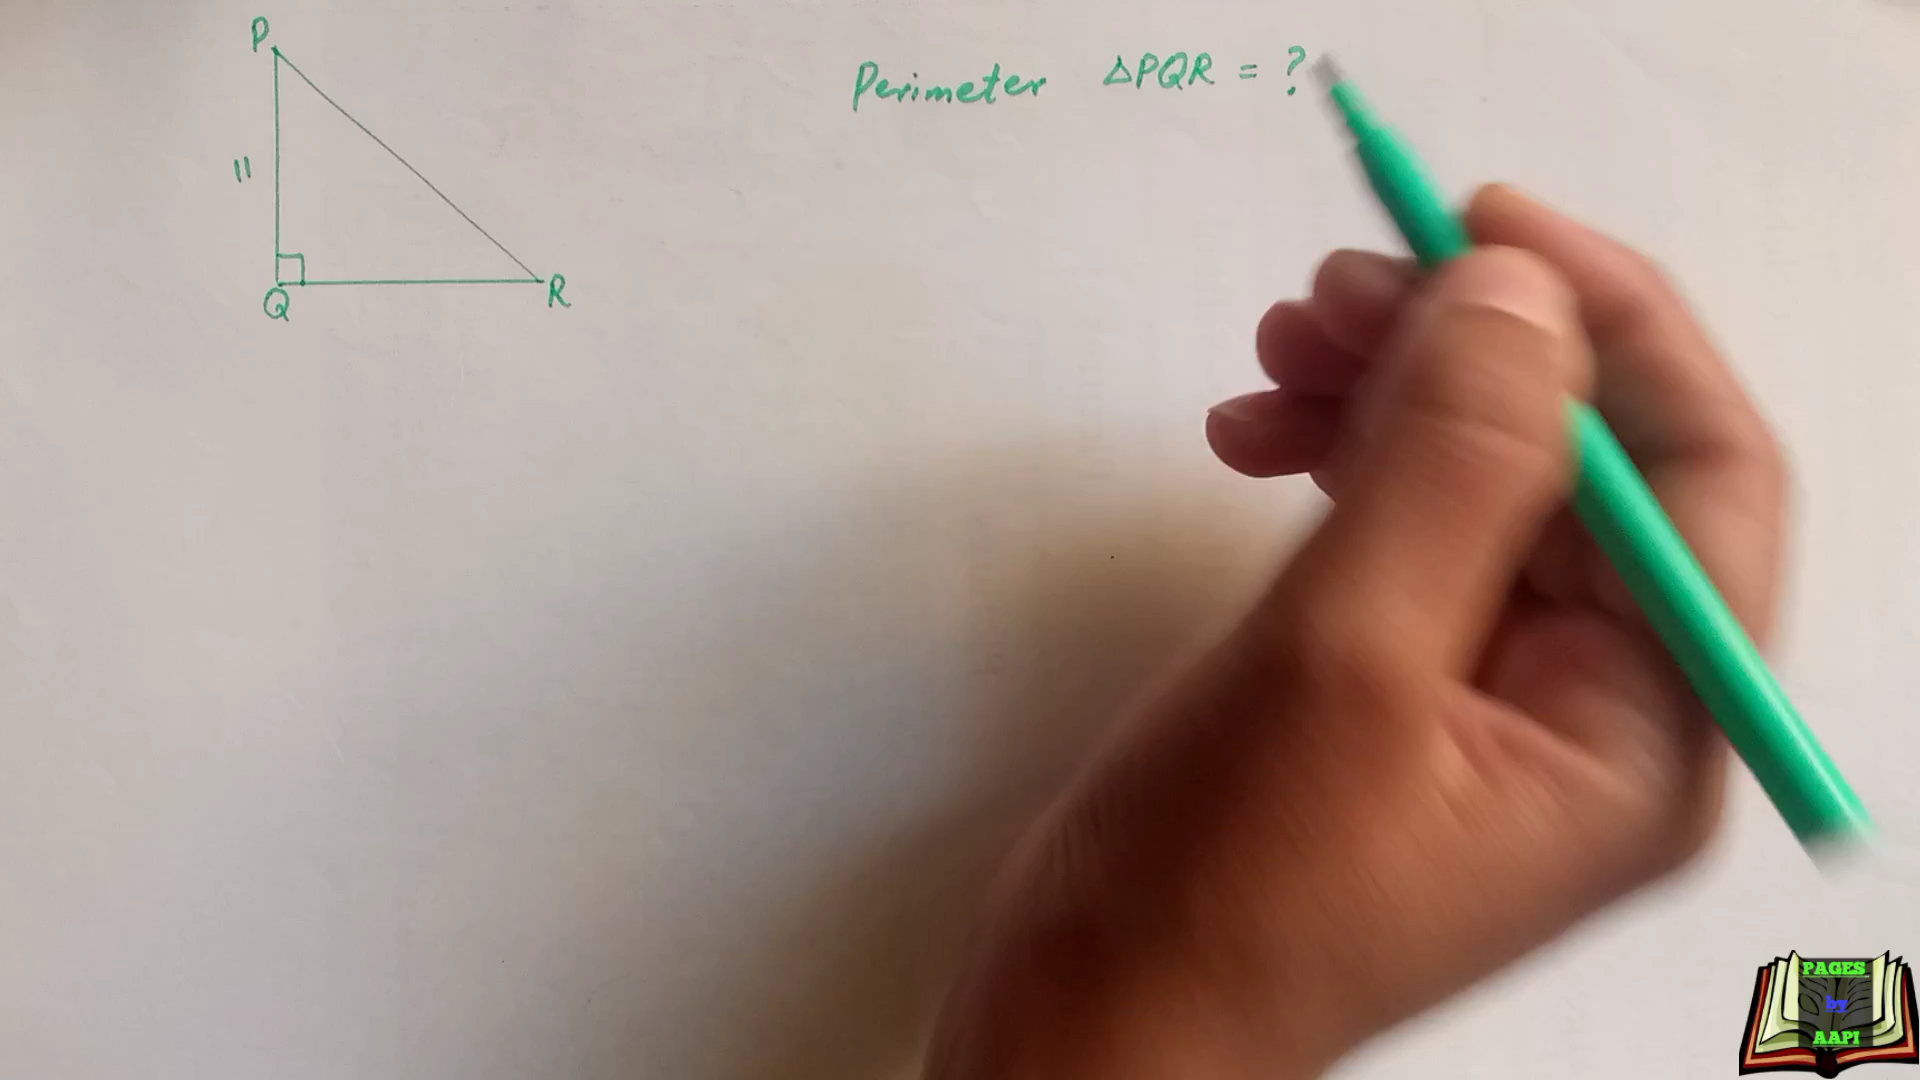 P
Perimeter ΔPQR = ?
11
Q
R
PAGES
by
AAPI